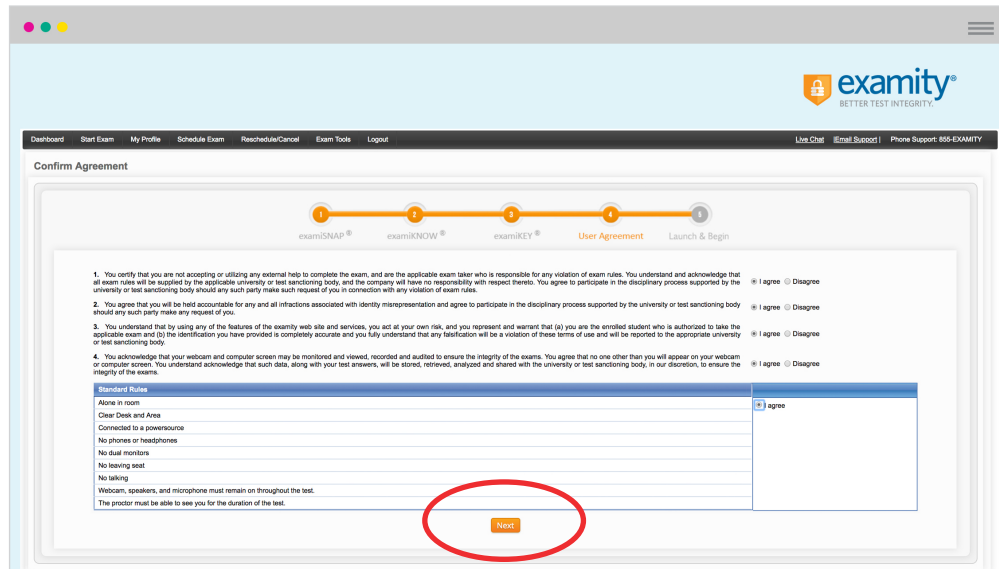 examity®
BETTER TEST INTEGRITY.
Dashboard Start Exam My Profile Schedule Exam Reschedule/Cancel Exam Tools Logout Live Chat |Email Support | Phone Support: 855-EXAMITY
Confirm Agreement
1 2 3 4 5
examiSNAP ® examiKNOW ® examiKEY ® User Agreement Launch & Begin
1. You certify that you are not accepting or utilizing any external help to complete the exam, and are the applicable exam taker who is responsible for any violation of exam rules. You understand and acknowledge that
all exam rules will be supplied by the applicable university or test sanctioning body, and the company will have no responsibility with respect thereto. You agree to participate in the disciplinary process supported by the
university or test sanctioning body should any such party make such request of you in connection with any violation of exam rules.
I agree Disagree
2. You agree that you will be held accountable for any and all infractions associated with identity misrepresentation and agree to participate in the disciplinary process supported by the university or test sanctioning body
should any such party make any request of you.
I agree Disagree
3. You understand that by using any of the features of the examity web site and services, you act at your own risk, and you represent and warrant that (a) you are the enrolled student who is authorized to take the
applicable exam and (b) the identification you have provided is completely accurate and you fully understand that any falsification will be a violation of these terms of use and will be reported to the appropriate university
or test sanctioning body.
I agree Disagree
4. You acknowledge that your webcam and computer screen may be monitored and viewed, recorded and audited to ensure the integrity of the exams. You agree that no one other than you will appear on your webcam
or computer screen. You understand acknowledge that such data, along with your test answers, will be stored, retrieved, analyzed and shared with the university or test sanctioning body, in our discretion, to ensure the
integrity of the exams.
I agree Disagree
Standard Rules
Alone in room
I agree
Clear Desk and Area
Connected to a powersource
No phones or headphones
No dual monitors
No leaving seat
No talking
Webcam, speakers, and microphone must remain on throughout the test.
The proctor must be able to see you for the duration of the test.
Next